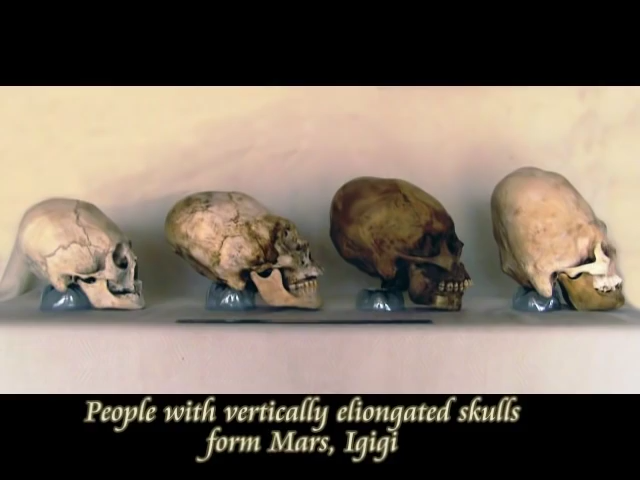 People with vertically eliongated skulls
form Mars, Igigi